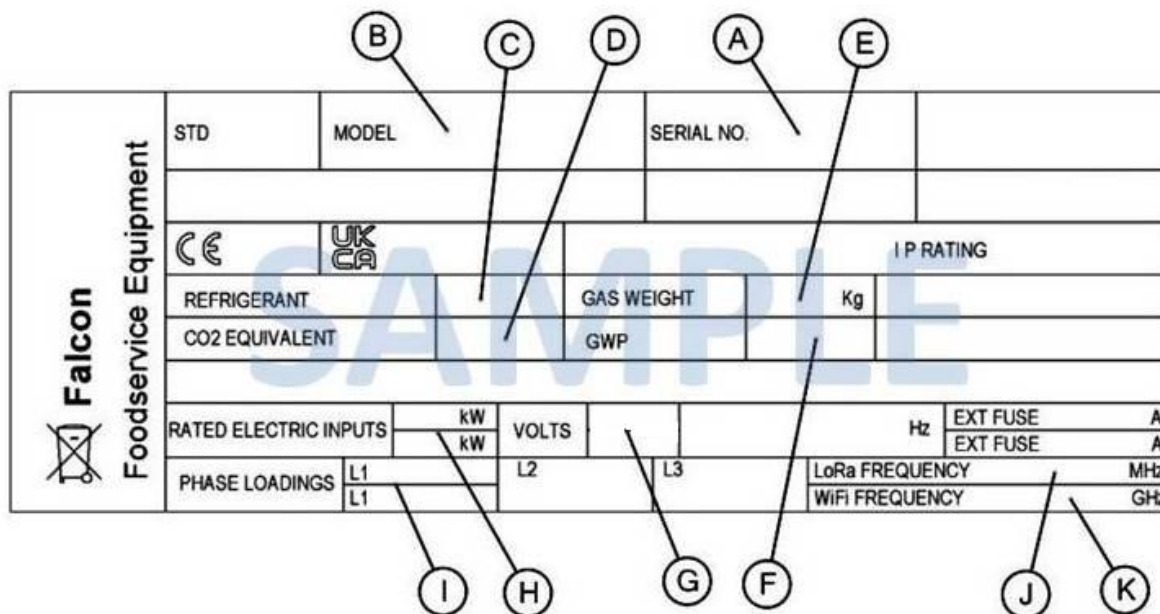 B C D A E
STD MODEL SERIAL NO.
CE UKCA I P RATING
REFRIGERANT GAS WEIGHT Kg
CO2 EQUIVALENT GWP
SAMPLE
Falcon
Foodservice Equipment
RATED ELECTRIC INPUTS kW VOLTS Hz EXT FUSE A
kW EXT FUSE A
PHASE LOADINGS L1 L2 L3 LoRa FREQUENCY MHz
L1 WiFi FREQUENCY GHz
I H G F J K